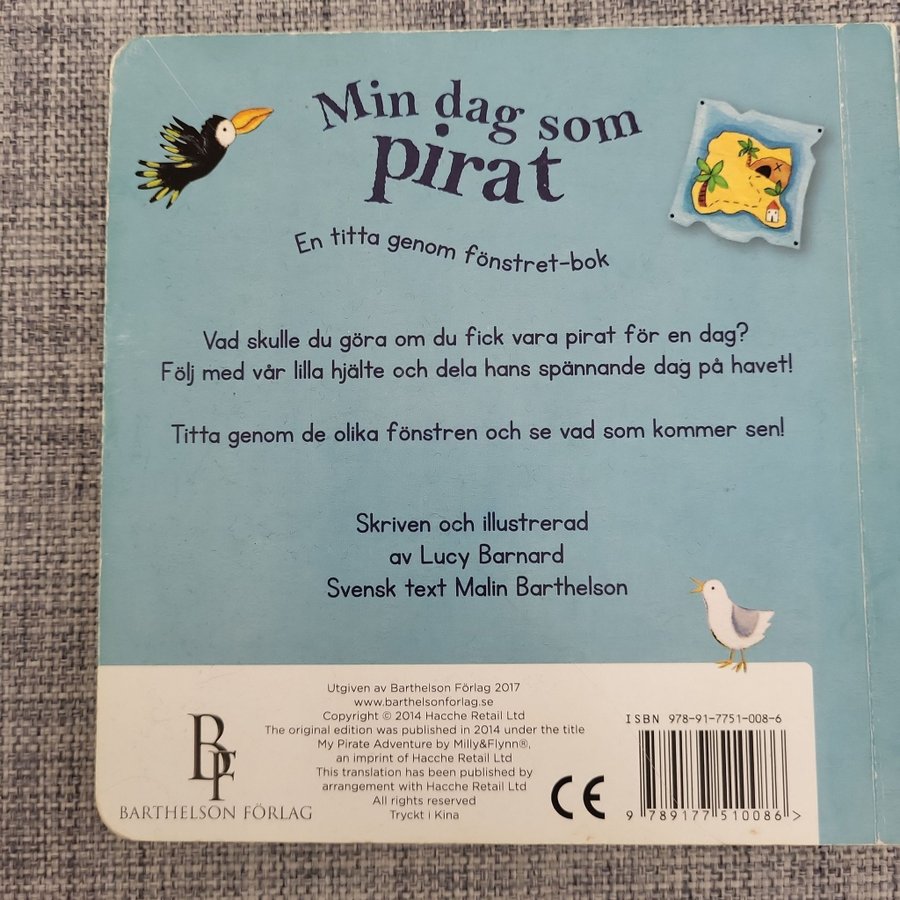 Min dag som
pirat
En titta genom fönstret-bok
Vad skulle du göra om du fick vara pirat för en dag?
Följ med vår lilla hjälte och dela hans spännande dag på havet!
Titta genom de olika fönstren och se vad som kommer sen!
Skriven och illustrerad
av Lucy Barnard
Svensk text Malin Barthelson
BF
BARTHELSON FÖRLAG
Utgiven av Barthelson Förlag 2017
www.barthelsonforlag.se
Copyright © 2014 Hacche Retail Ltd
The original edition was published in 2014 under the title
My Pirate Adventure by Milly&Flynn®,
an imprint of Hacche Retail Ltd
This translation has been published by
arrangement with Hacche Retail Ltd
All rights reserved
Tryckt i Kina
CE
ISBN 978-91-7751-008-6
9 789177 510086 >